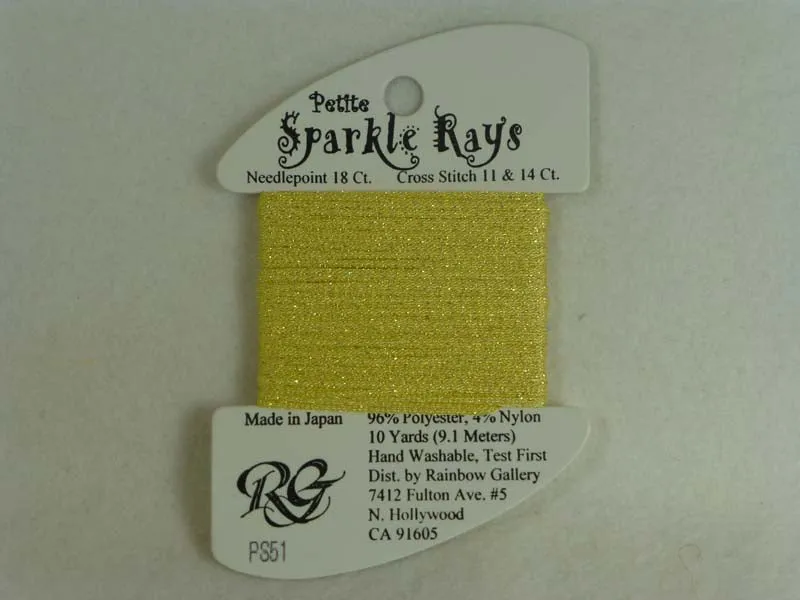 Petite
Sparkle Rays
Needlepoint 18 Ct. Cross Stitch 11 & 14 Ct.
Made in Japan
96% Polyester, 4% Nylon
10 Yards (9.1 Meters)
Hand Washable, Test First
Dist. by Rainbow Gallery
7412 Fulton Ave. #5
N. Hollywood
CA 91605
RG
PS51